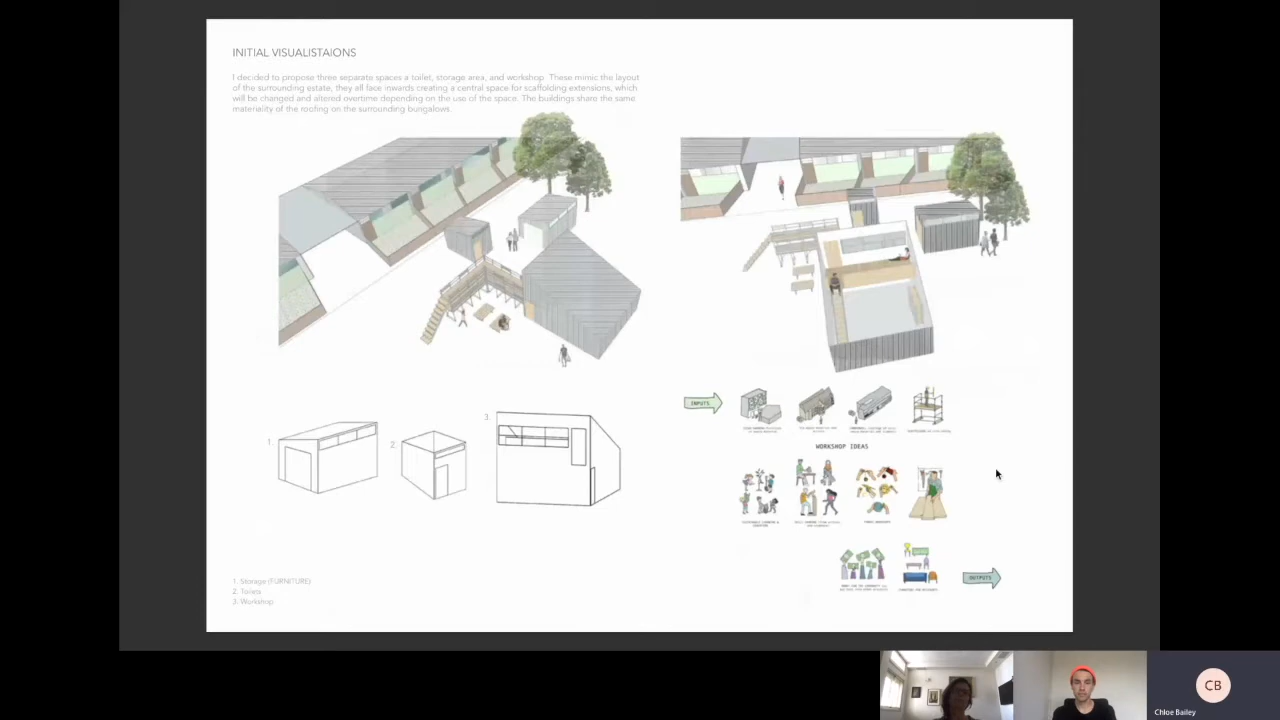 INITIAL VISUALISTAIONS
I decided to propose three separate spaces a toilet, storage area, and workshop. These mimic the layout
of the surrounding estate, they all face inwards creating a central space for scaffolding extensions, which
will be changed and altered overtime depending on the use of the space. The buildings share the same
materiality of the roofing on the surrounding bungalows.
INPUTS
WORKSHOP IDEAS
1.
2.
3.
OUTPUTS
1. Storage (FURNITURE)
2. Toilets
3. Workshop
CB
Chloe Bailey